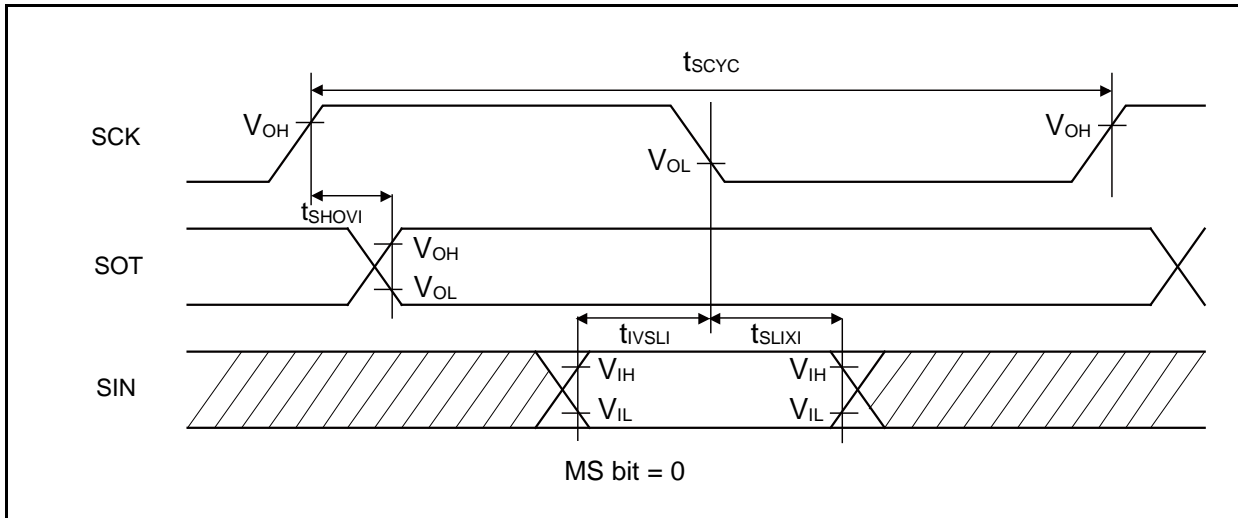 tSCYC
SCK
VOH
VOL
VOH
tSHOVI
SOT
VOH
VOL
tIVSLI
tSLIXI
SIN
VIH
VIH
VIL
VIL
MS bit = 0